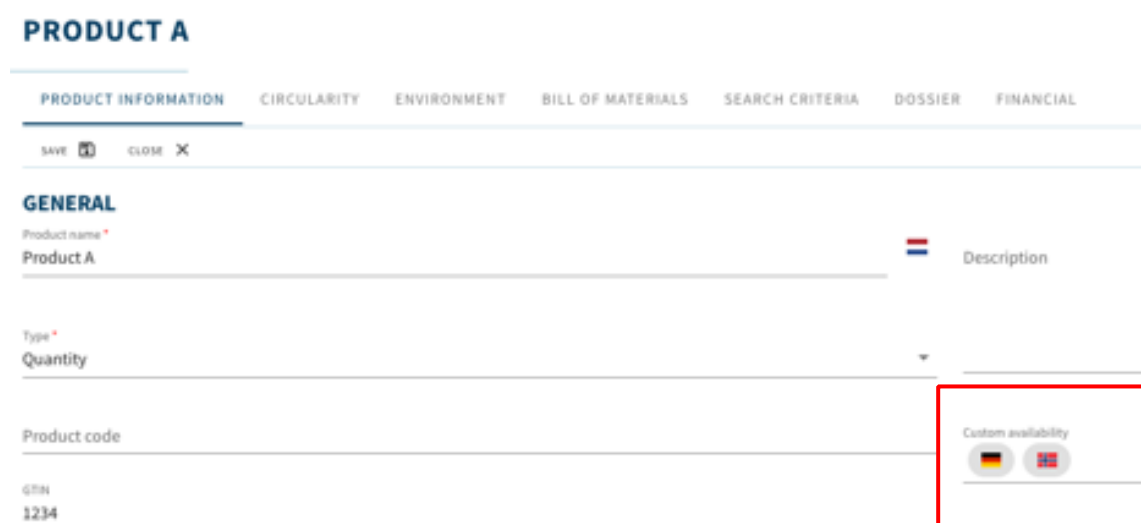 PRODUCT A
PRODUCT INFORMATION CIRCULARITY ENVIRONMENT BILL OF MATERIALS SEARCH CRITERIA DOSSIER FINANCIAL
SAVE CLOSE
GENERAL
Product name *
Product A
Description
Type *
Quantity
Product code
Custom availability
GTIN
1234